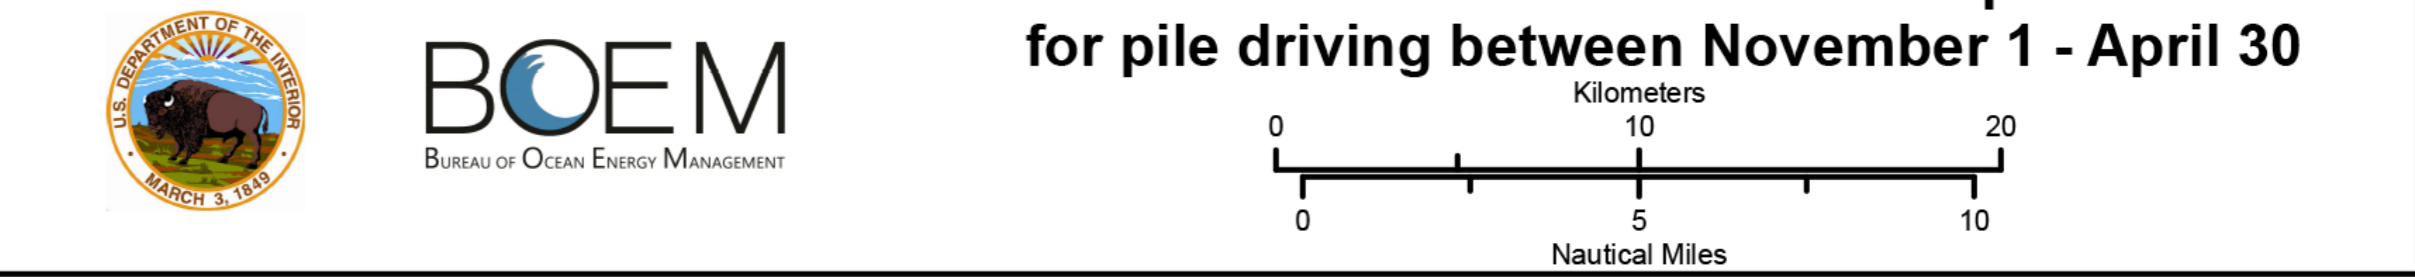 U.S. DEPARTMENT OF THE INTERIOR
MARCH 3, 1849
BOEM
BUREAU OF OCEAN ENERGY MANAGEMENT
for pile driving between November 1 - April 30
Kilometers
0 10 20
0 5 10
Nautical Miles